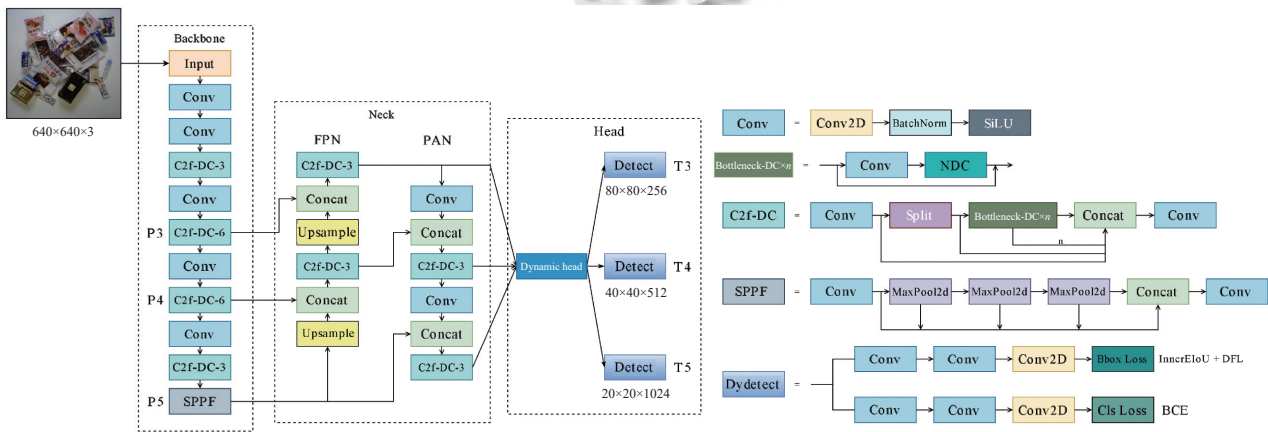 640×640×3
Backbone
Input
Conv
Conv
C2f-DC-3
Conv
P3 C2f-DC-6
Conv
P4 C2f-DC-6
Conv
C2f-DC-3
P5 SPPF
Neck
FPN
C2f-DC-3
Concat
Upsample
C2f-DC-3
Concat
Upsample
PAN
Conv
Concat
C2f-DC-3
Conv
Concat
C2f-DC-3
Dynamic head
Head
Detect T3
80×80×256
Detect T4
40×40×512
Detect T5
20×20×1024
Conv = Conv2D BatchNorm SiLU
Bottleneck-DC×n = Conv NDC
C2f-DC = Conv Split Bottleneck-DC×n Concat Conv
n
SPPF = Conv MaxPool2d MaxPool2d MaxPool2d Concat Conv
Dydetect =
Conv Conv Conv2D Bbox Loss InnerEIoU + DFL
Conv Conv Conv2D Cls Loss BCE